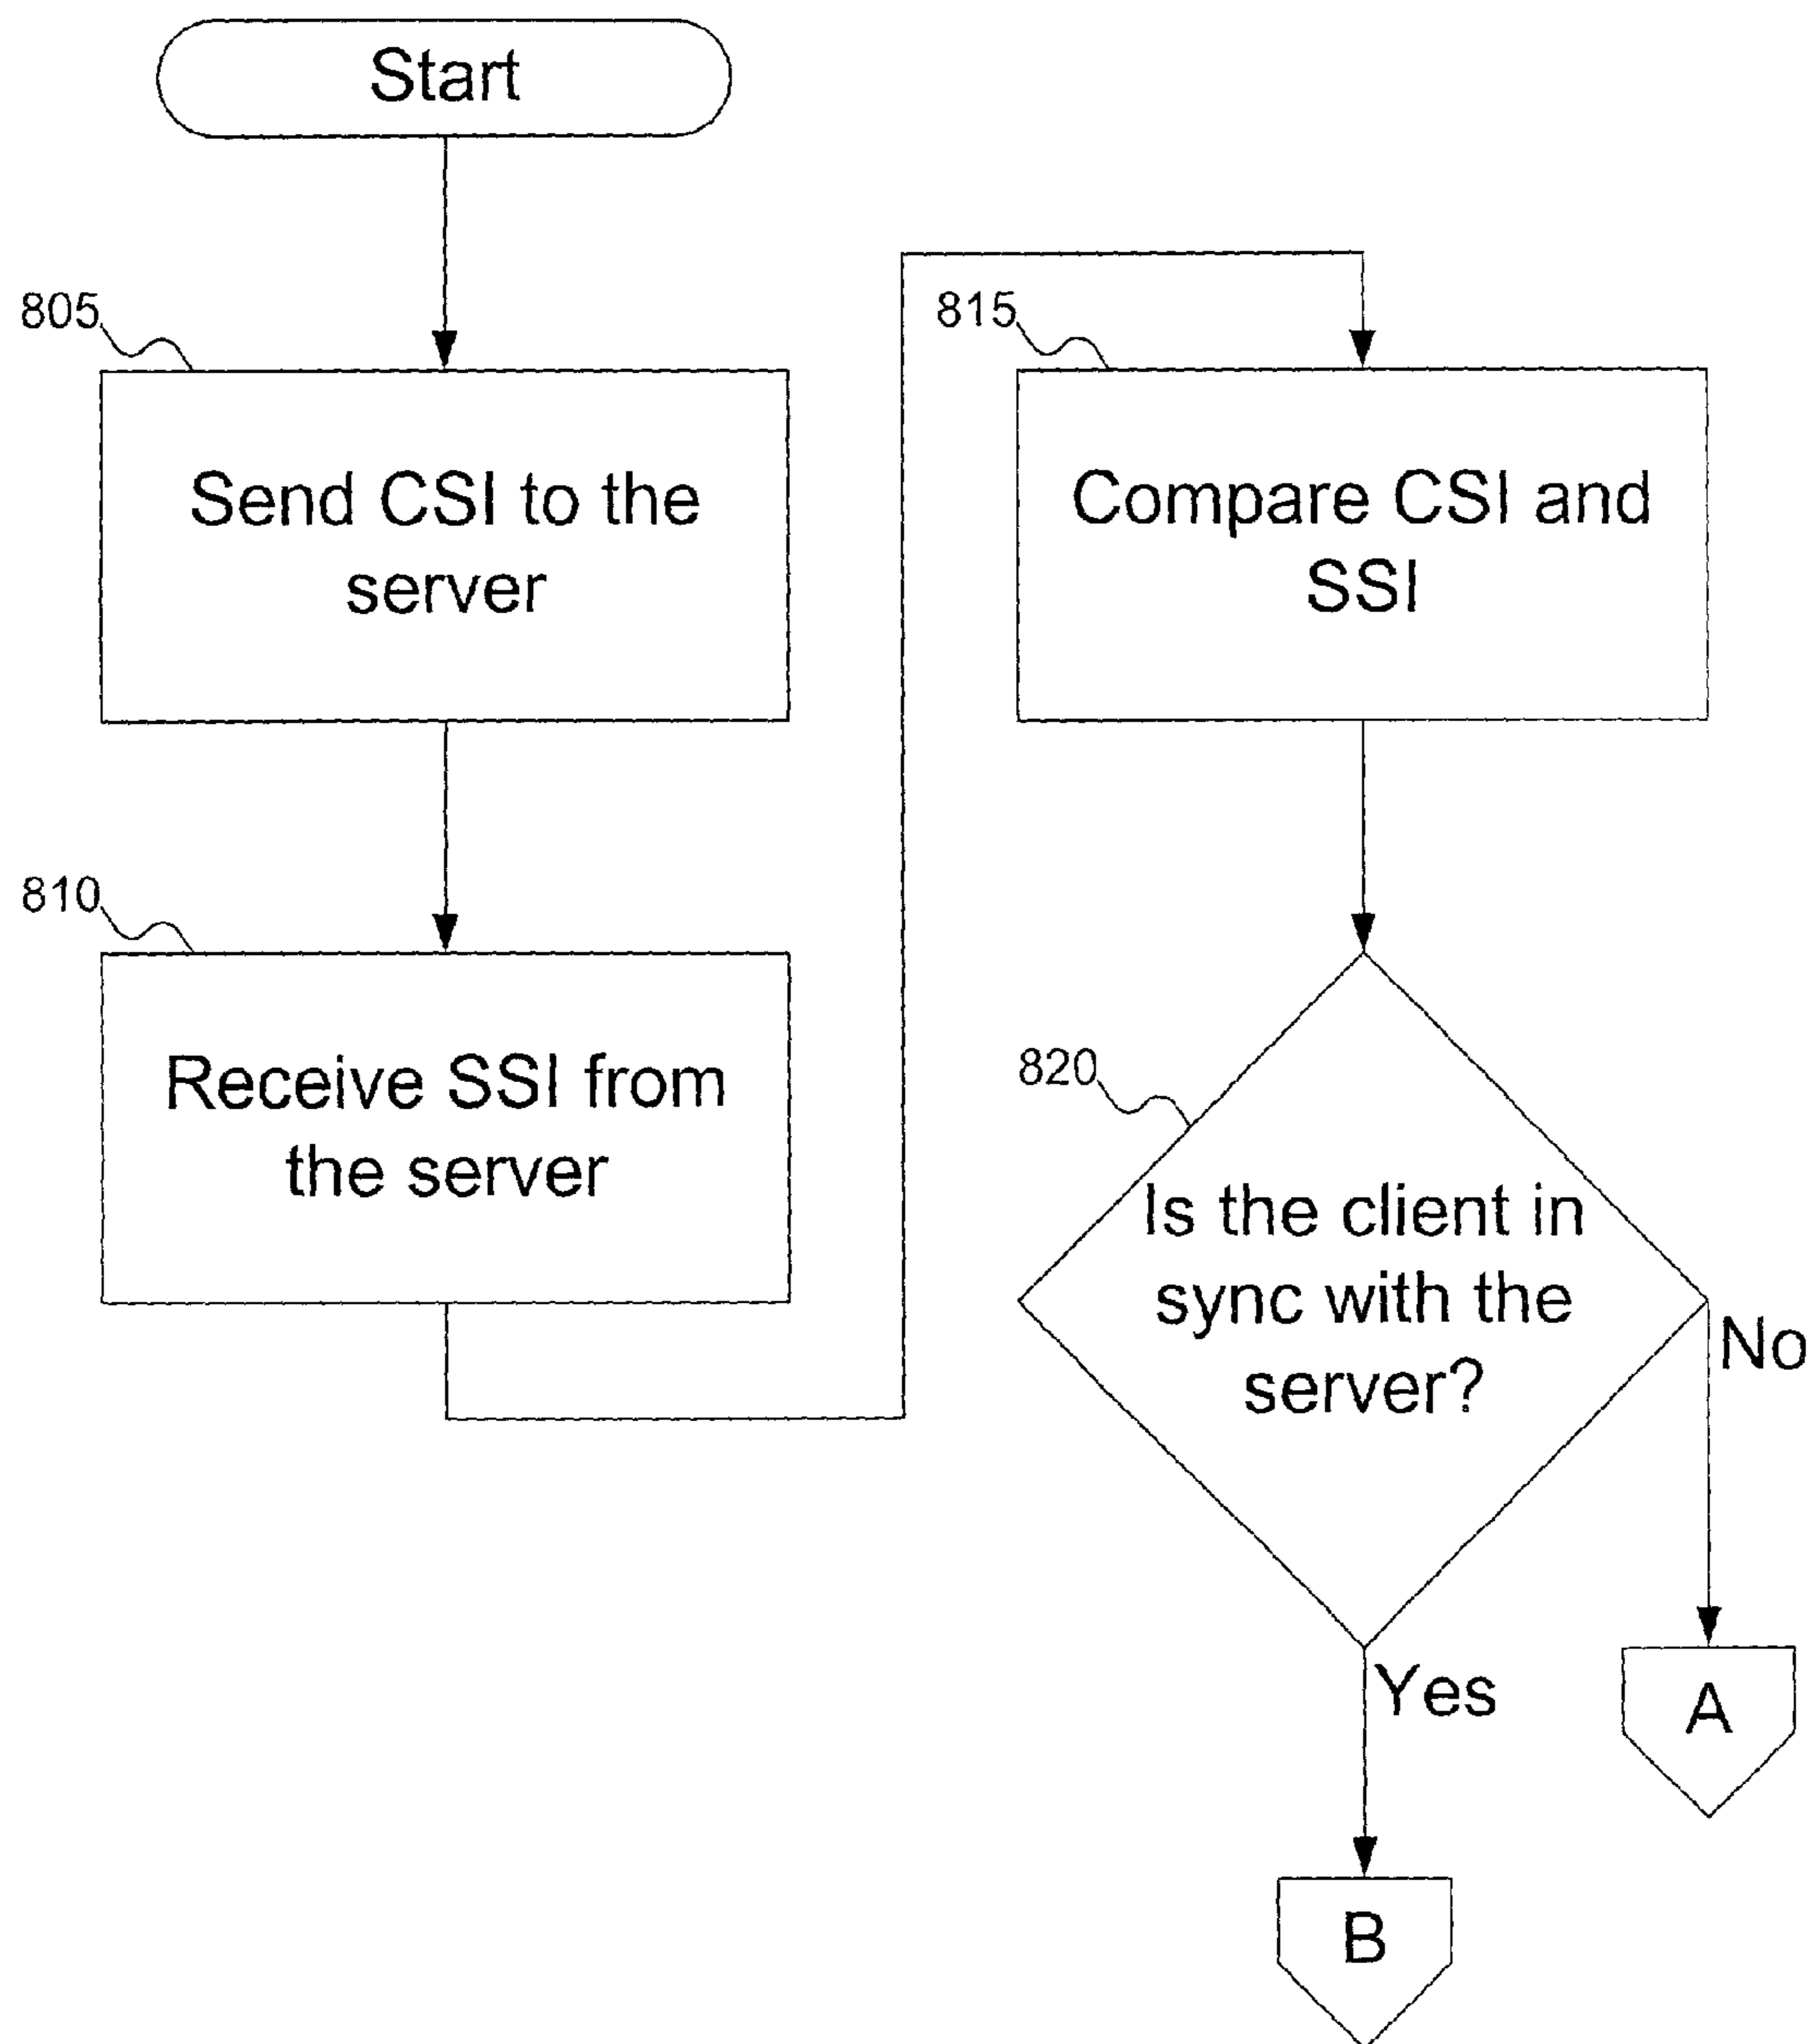 Start
805
Send CSI to the
server
810
Receive SSI from
the server
815
Compare CSI and
SSI
820
Is the client in
sync with the
server?
No
A
Yes
B